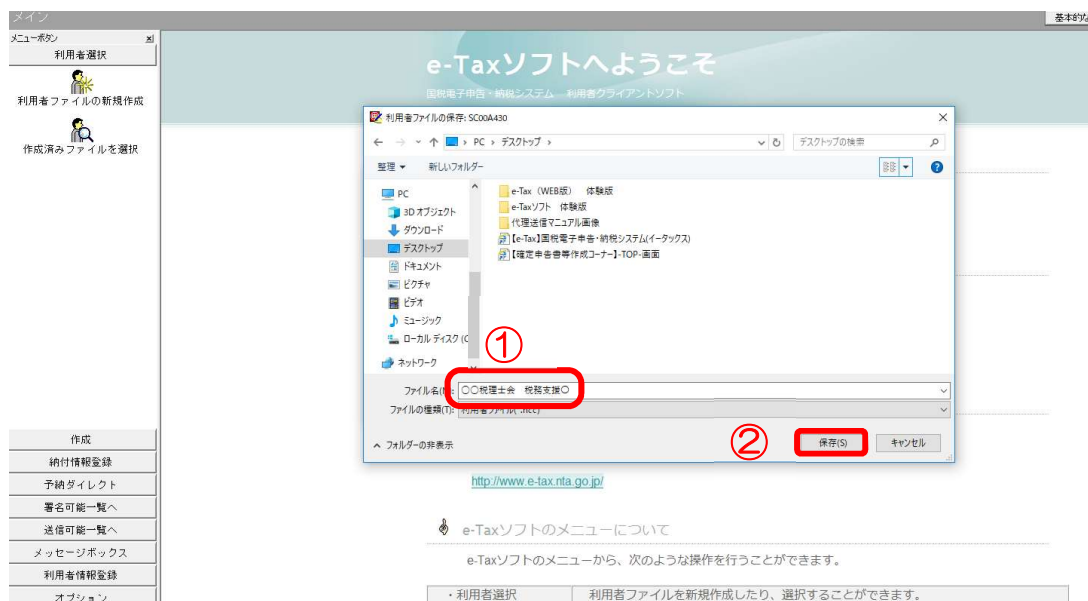 メイン
基本的な
メニューボタン
利用者選択
利用者ファイルの新規作成
作成済みファイルを選択
作成
納付情報登録
予納ダイレクト
署名可能一覧へ
送信可能一覧へ
メッセージボックス
利用者情報登録
オプション
e-Taxソフトへようこそ
国税電子申告・納税システム 利用者クライアントソフト
利用者ファイルの保存: SC00A430
PC › デスクトップ ›
デスクトップの検索
整理 新しいフォルダー
PC
3D オブジェクト
ダウンロード
デスクトップ
ドキュメント
ピクチャ
ビデオ
ミュージック
ローカル ディスク (C
ネットワーク
e-Tax（WEB版） 体験版
e-Taxソフト 体験版
代理送信マニュアル画像
【e-Tax】国税電子申告・納税システム(イータックス)
【確定申告書等作成コーナー】-TOP-画面
①
ファイル名(N): 〇〇税理士会 税務支援〇
ファイルの種類(T): 利用者ファイル(*.ncc)
フォルダーの非表示
②
保存(S)
キャンセル
http://www.e-tax.nta.go.jp/
e-Taxソフトのメニューについて
e-Taxソフトのメニューから、次のような操作を行うことができます。
・利用者選択 利用者ファイルを新規作成したり、選択することができます。